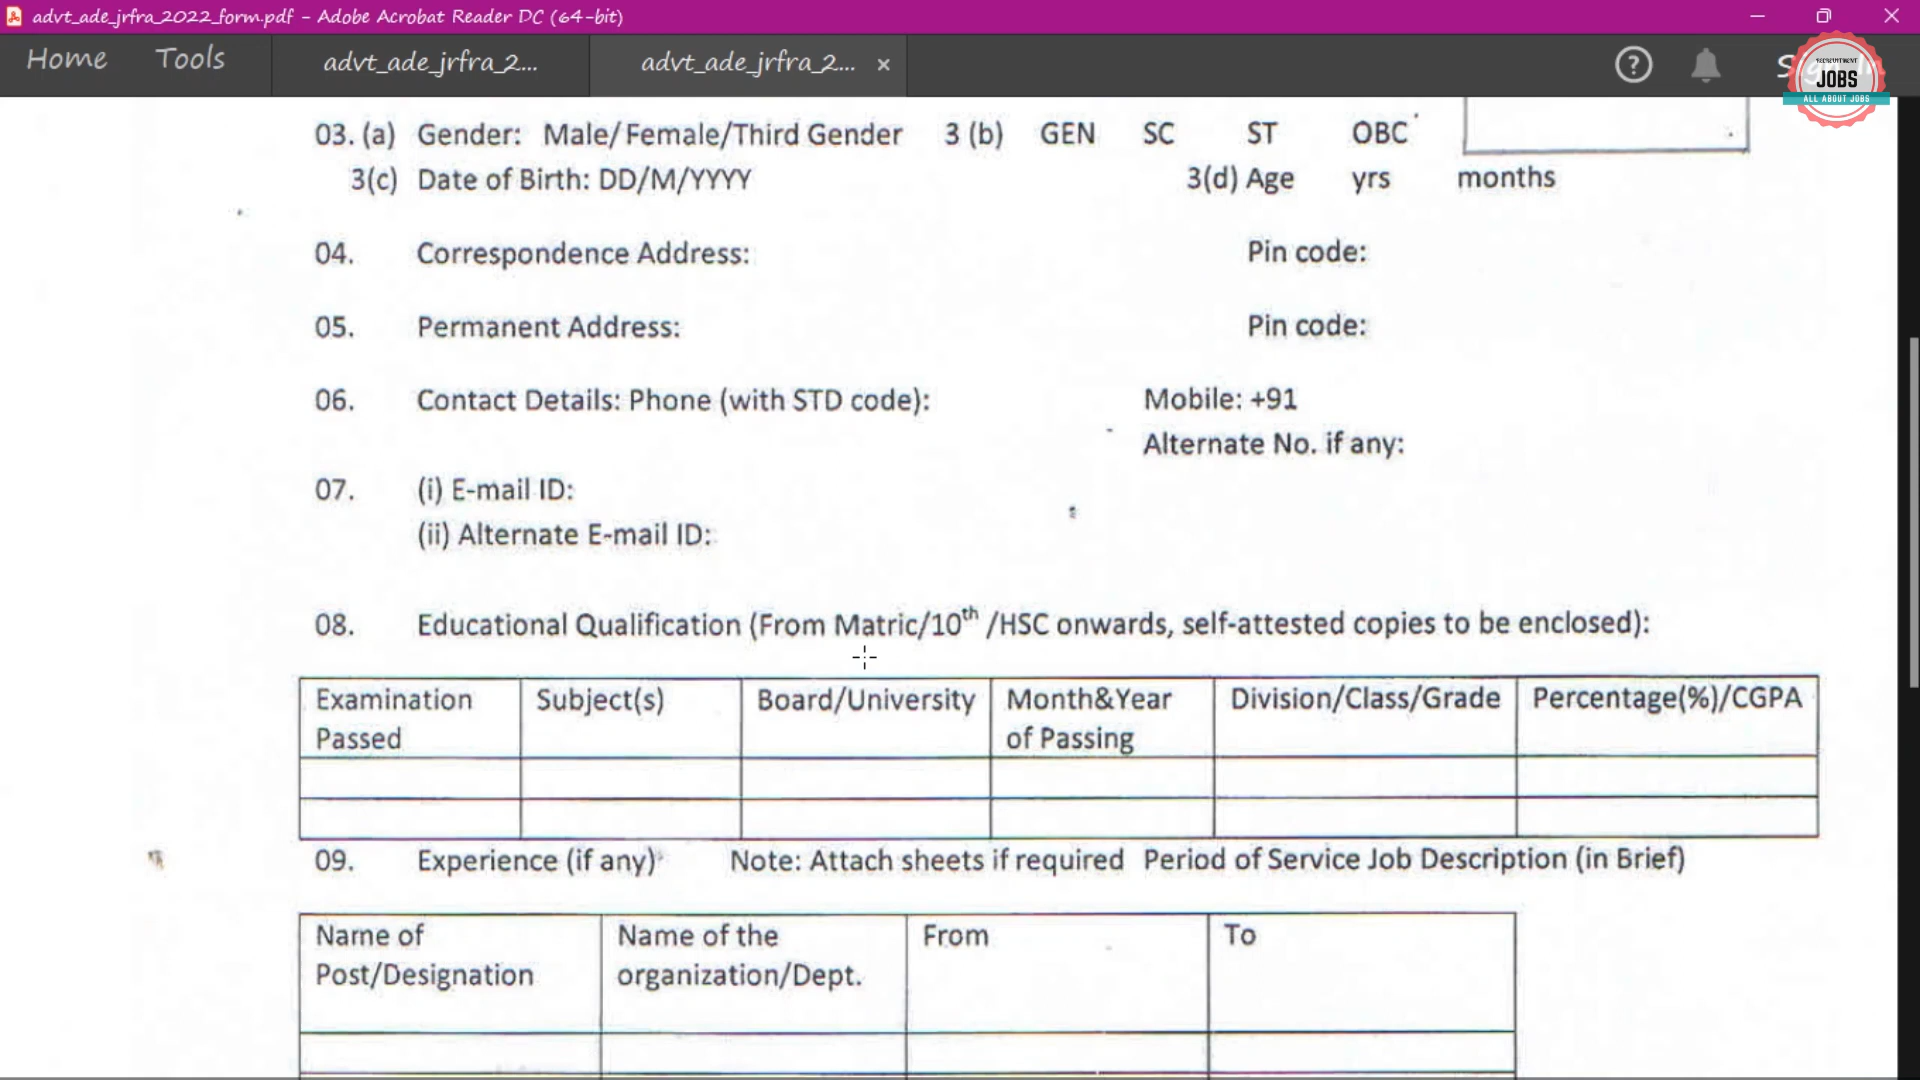 advt_ade_jrfra_2022_form.pdf - Adobe Acrobat Reader DC (64-bit)
Home Tools advt_ade_jrfra_2... advt_ade_jrfra_2... ×
RECRUITMENT
JOBS
ALL ABOUT JOBS
03. (a) Gender: Male/Female/Third Gender 3 (b) GEN SC ST OBC
3(c) Date of Birth: DD/M/YYYY 3(d) Age yrs months
04. Correspondence Address: Pin code:
05. Permanent Address: Pin code:
06. Contact Details: Phone (with STD code): Mobile: +91
Alternate No. if any:
07. (i) E-mail ID:
(ii) Alternate E-mail ID:
08. Educational Qualification (From Matric/10th /HSC onwards, self-attested copies to be enclosed):
Examination Passed Subject(s) Board/University Month&Year of Passing Division/Class/Grade Percentage(%)/CGPA
09. Experience (if any) Note: Attach sheets if required Period of Service Job Description (in Brief)
Name of Post/Designation Name of the organization/Dept. From To